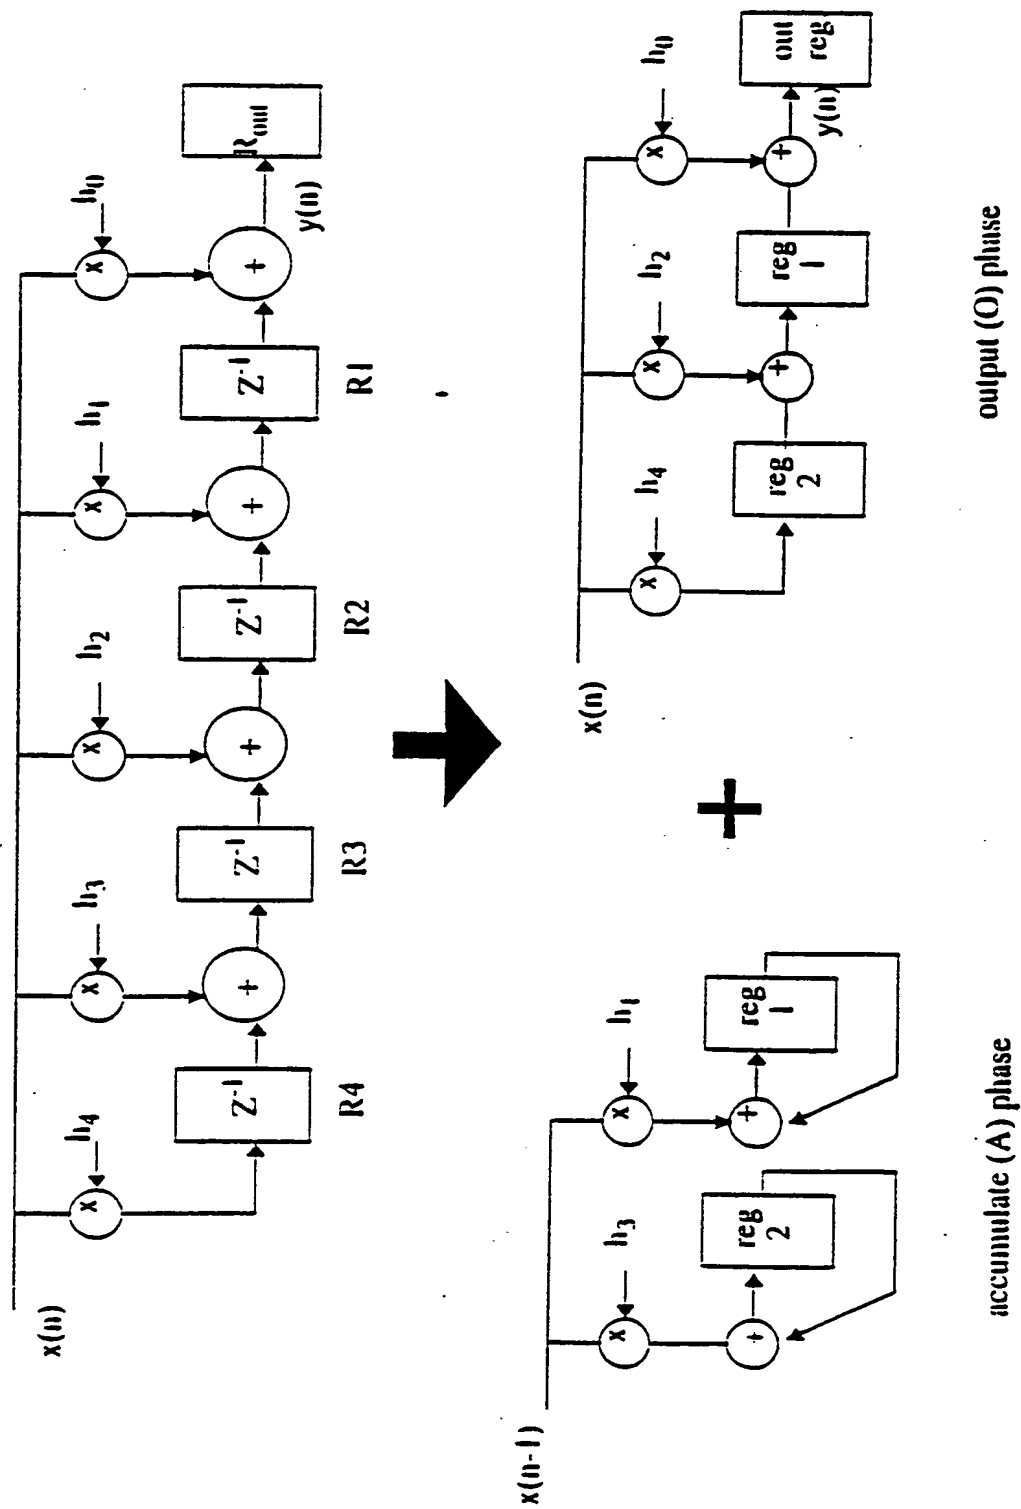 x(n)
h4
h3
h2
h1
h0
x
x
x
x
x
+
+
+
+
Z-1
Z-1
Z-1
Z-1
Rout
R4
R3
R2
R1
y(n)
+
x(n-1)
h3
h1
x
x
+
+
reg
2
reg
1
accumulate (A) phase
x(n)
h4
h2
h0
x
x
x
+
+
reg
2
reg
1
out
reg
y(n)
output (O) phase